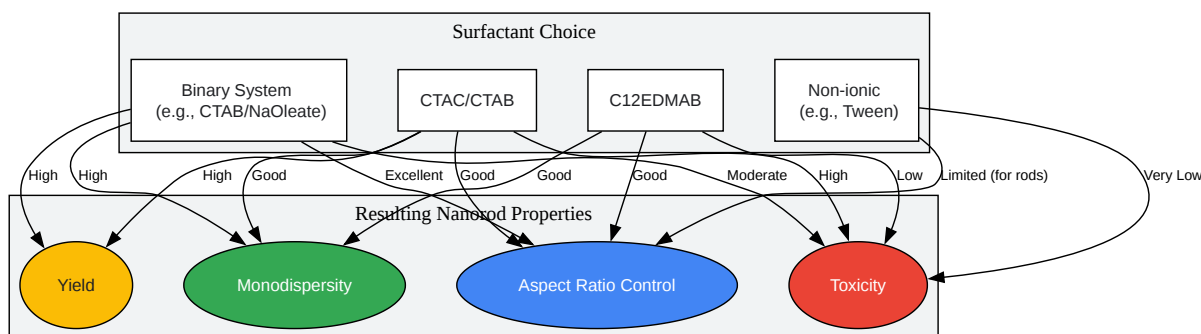 Surfactant Choice
Binary System
(e.g., CTAB/NaOleate)
CTAC/CTAB
C12EDMAB
Non-ionic
(e.g., Tween)
High
High
High
Good
Excellent
Good
Good
Good
Moderate
High
Low
Limited (for rods)
Very Low
Resulting Nanorod Properties
Yield
Monodispersity
Aspect Ratio Control
Toxicity